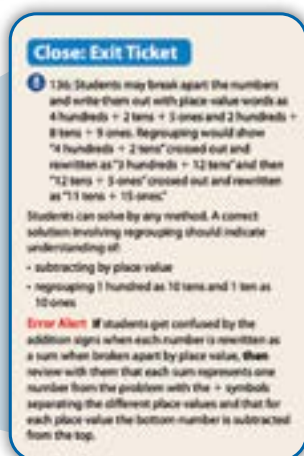 Close: Exit Ticket
136; Students may break apart the numbers
and write them out with place value words as
4 hundreds + 2 tens + 5 ones and 2 hundreds +
8 tens + 9 ones. Regrouping would show
"4 hundreds + 2 tens" crossed out and
rewritten as "3 hundreds + 12 tens" and then
"12 tens + 5 ones" crossed out and rewritten
as "11 tens + 15 ones."
Students can solve by any method. A correct
solution involving regrouping should indicate
understanding of:
• subtracting by place value
• regrouping 1 hundred as 10 tens and 1 ten as
10 ones
Error Alert If students get confused by the
addition signs when each number is rewritten as
a sum when broken apart by place value, then
review with them that each sum represents one
number from the problem with the + symbols
separating the different place values and that for
each place value the bottom number is subtracted
from the top.